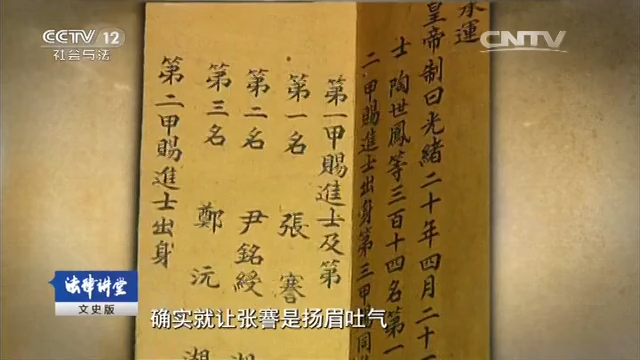 CCTV 12
社会与法
CNTV
承運
皇帝制曰光緒二十年四月二十
士陶世鳳等三百十四名第一
二甲賜進士出身第三甲
第一甲賜進士及第
第一名 張謇
第二名 尹銘綬
第三名 鄭沅
第二甲賜進士出身
法律讲堂
文史版
确实就让张謇是扬眉吐气